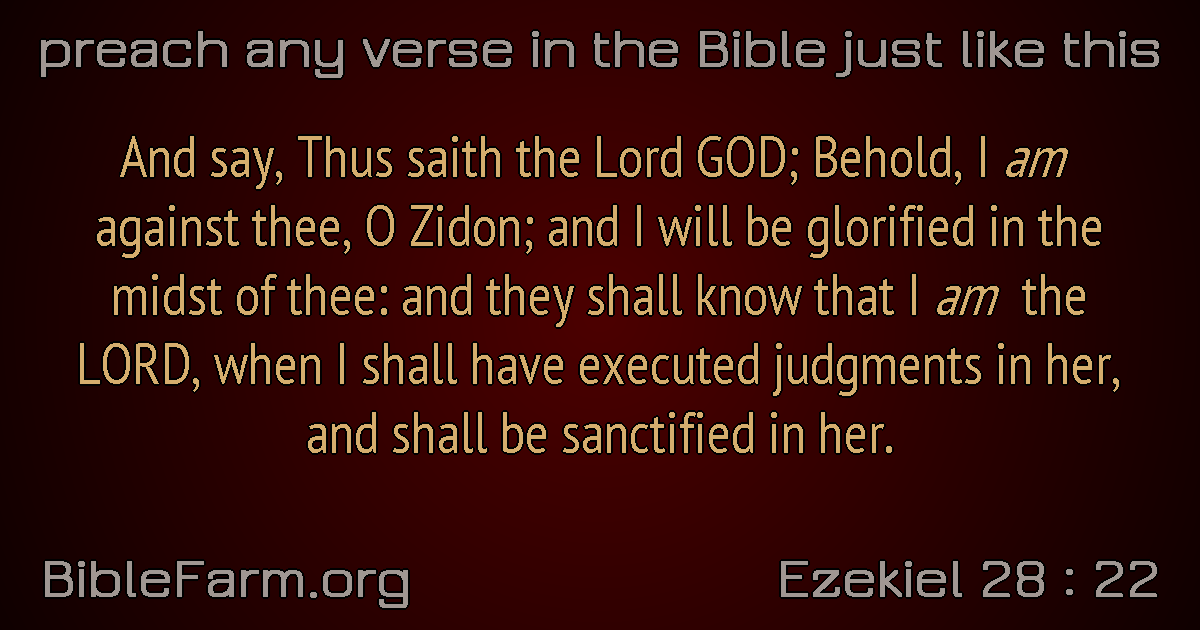 preach any verse in the Bible just like this
And say, Thus saith the Lord GOD; Behold, I am
against thee, O Zidon; and I will be glorified in the
midst of thee: and they shall know that I am the
LORD, when I shall have executed judgments in her,
and shall be sanctified in her.
BibleFarm.org
Ezekiel 28 : 22